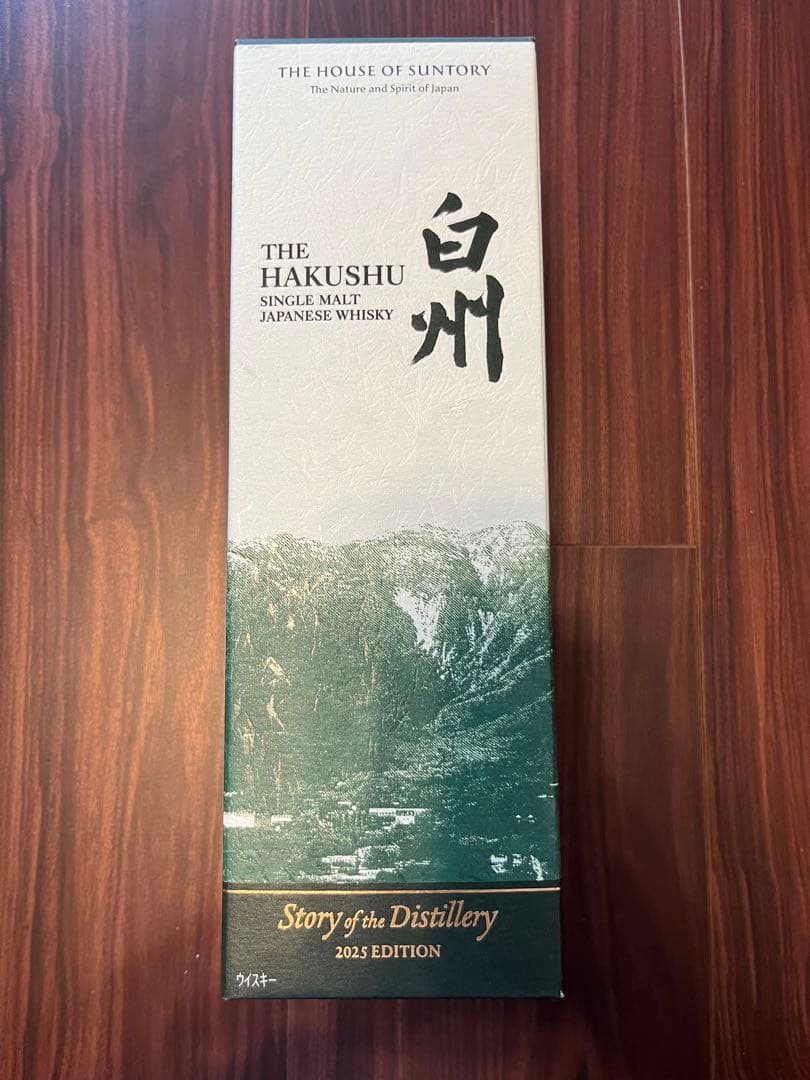 THE HOUSE OF SUNTORY
The Nature and Spirit of Japan
THE
HAKUSHU
SINGLE MALT
JAPANESE WHISKY
白州
Story of the Distillery
2025 EDITION
ウイスキー